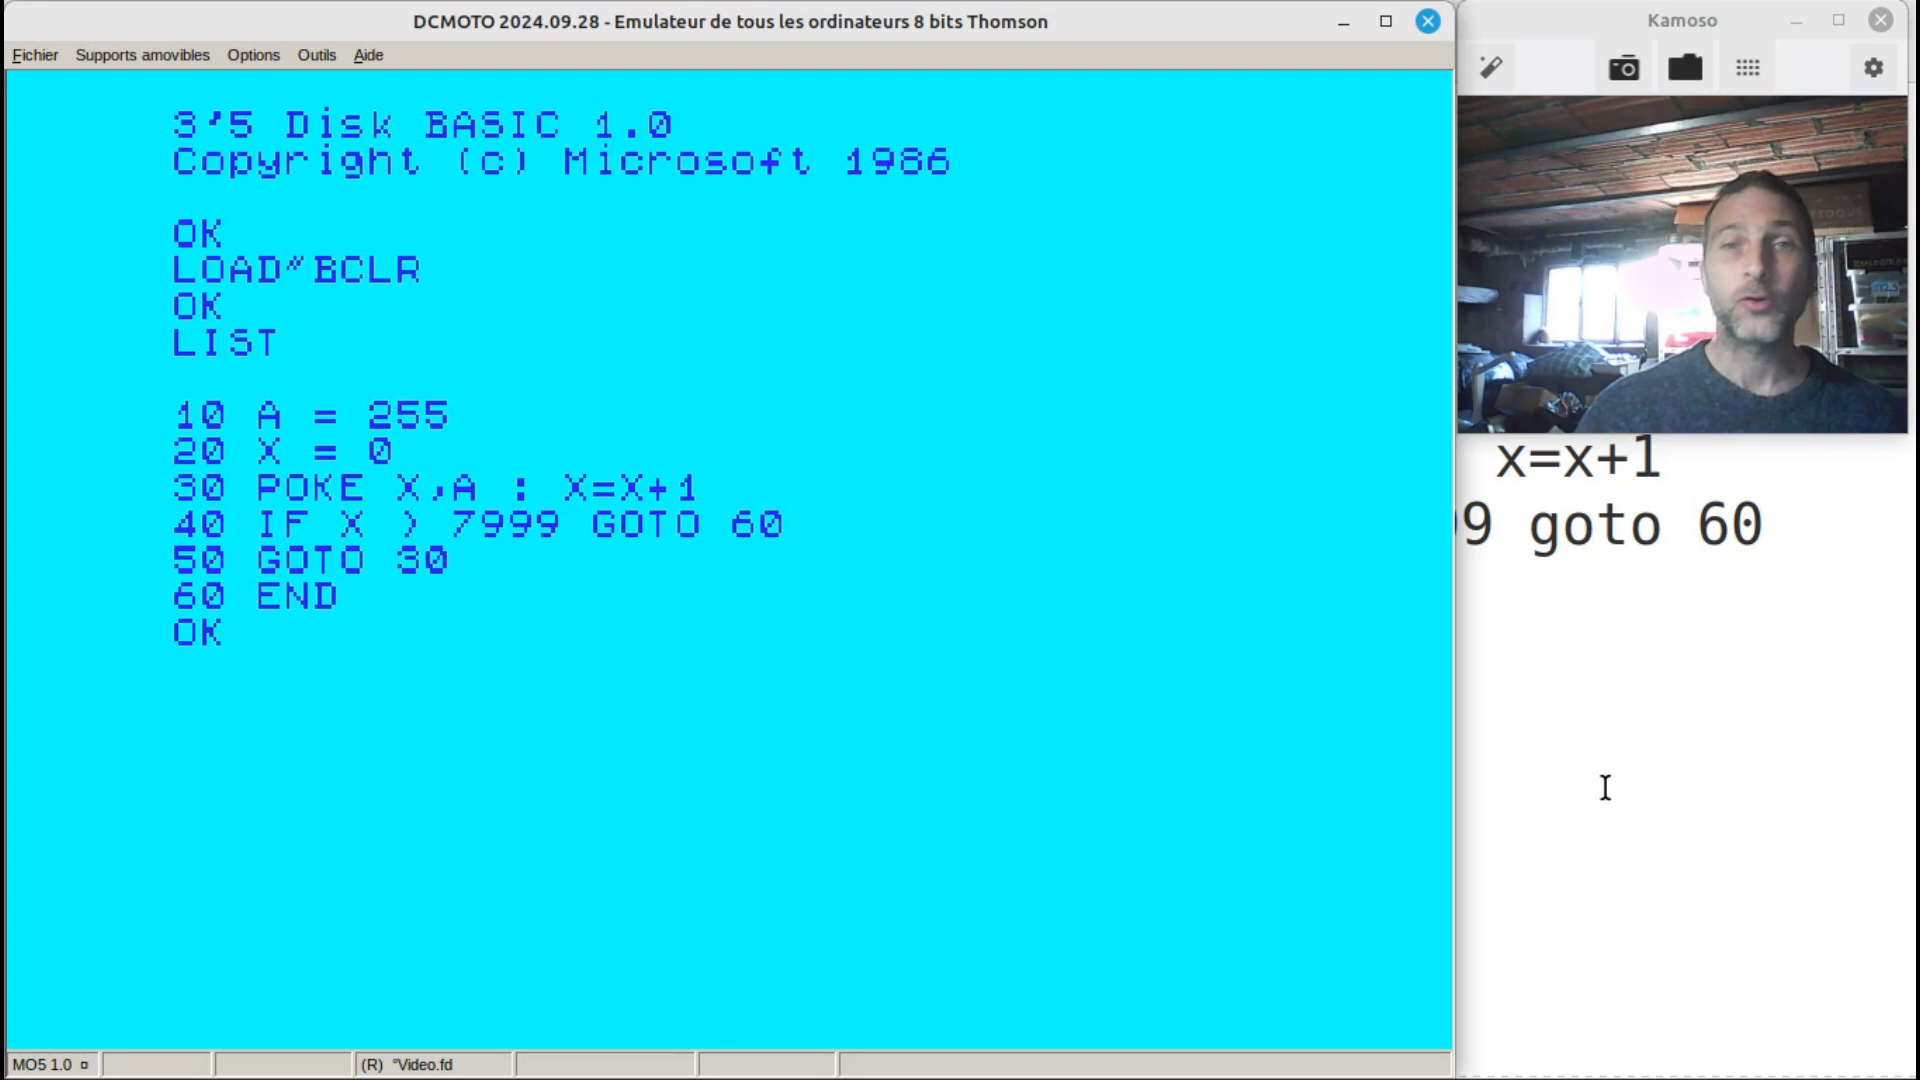 DCMOTO 2024.09.28 - Emulateur de tous les ordinateurs 8 bits Thomson
Fichier Supports amovibles Options Outils Aide
3'5 Disk BASIC 1.0
Copyright (c) Microsoft 1986
OK
LOAD"BCLR
OK
LIST
10 A = 255
20 X = 0
30 POKE X,A : X=X+1
40 IF X > 7999 GOTO 60
50 GOTO 30
60 END
OK
MO5 1.0
(R) °Video.fd
Kamoso
x=x+1
9 goto 60